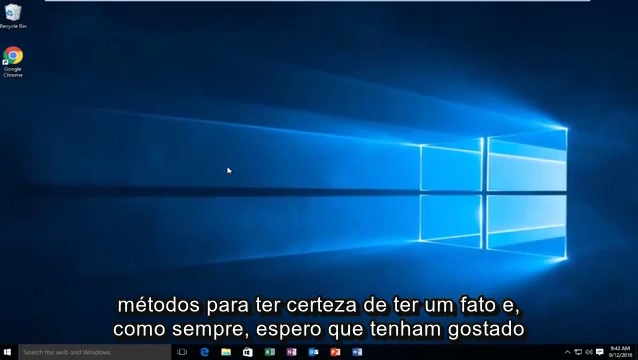 Recycle Bin
Google
Chrome
métodos para ter certeza de ter um fato e,
como sempre, espero que tenham gostado
Search the web and Windows
9:43 AM
9/12/2016